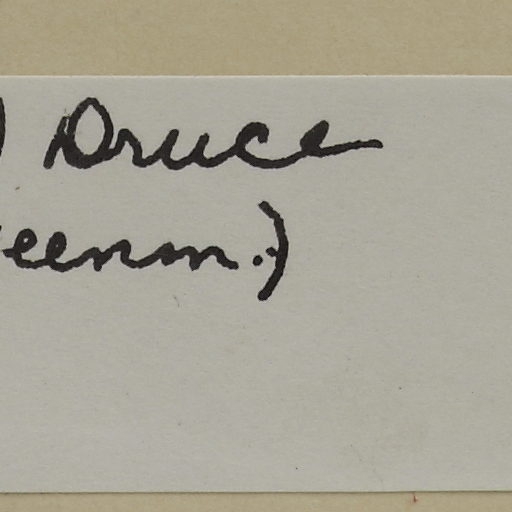 ) Druce
eenm.)